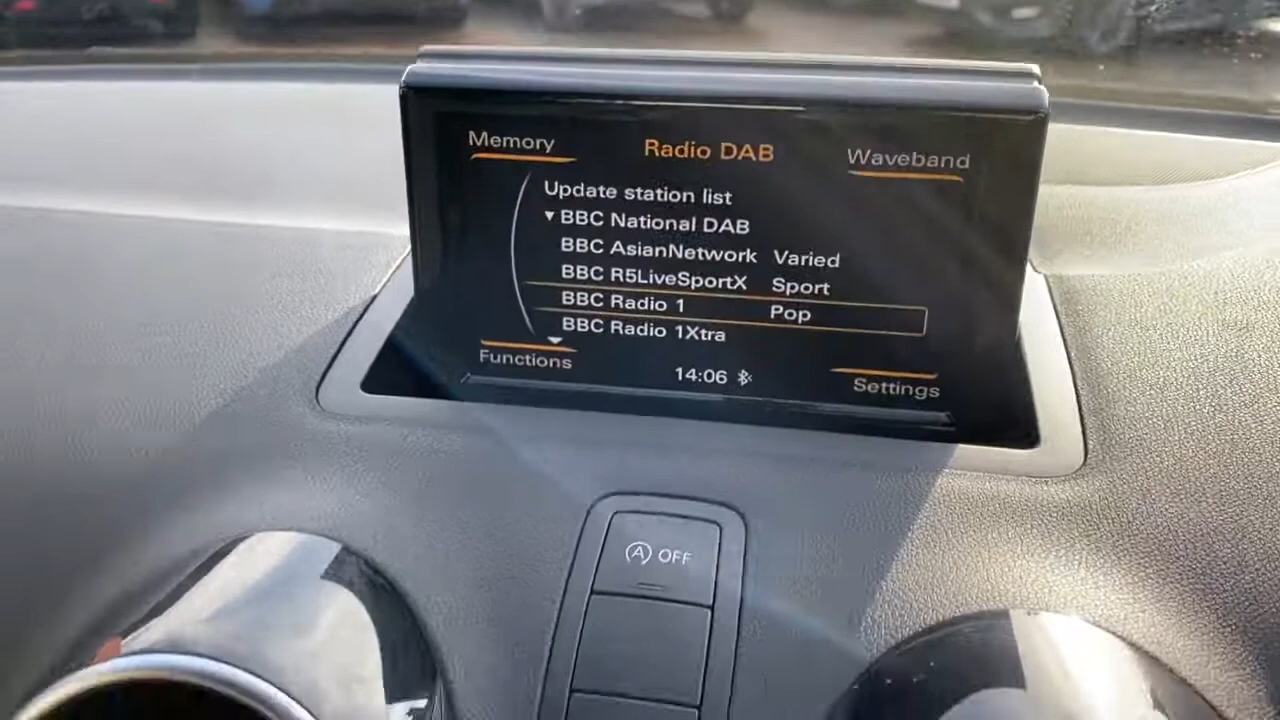 Memory
Radio DAB
Waveband
Update station list
BBC National DAB
BBC AsianNetwork Varied
BBC R5LiveSportX Sport
BBC Radio 1 Pop
BBC Radio 1Xtra
Functions
14:06
Settings
A OFF